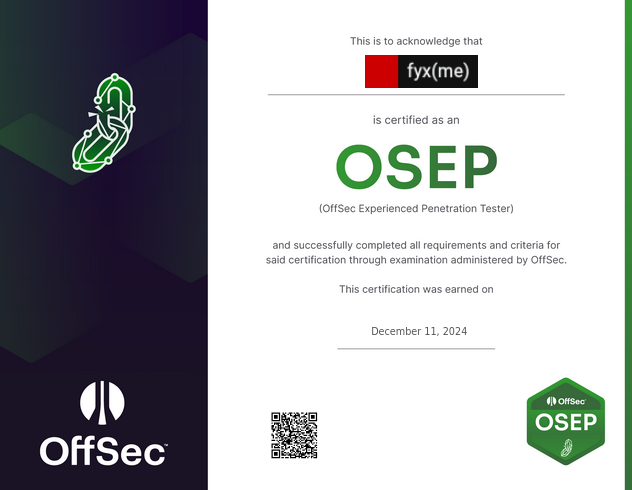 This is to acknowledge that
fyx(me)
is certified as an
OSEP
(OffSec Experienced Penetration Tester)
and successfully completed all requirements and criteria for
said certification through examination administered by OffSec.
This certification was earned on
December 11, 2024
OffSec™
OffSec
OSEP